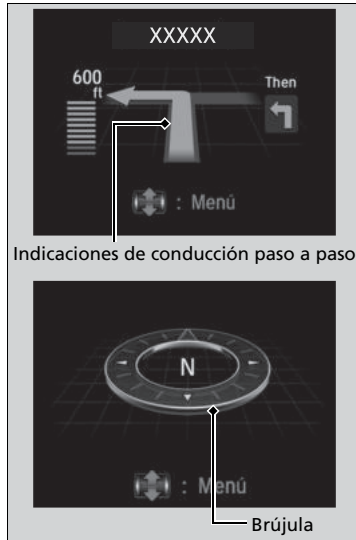 XXXXX
600
ft
Then
: Menú
Indicaciones de conducción paso a paso
N
: Menú
Brújula